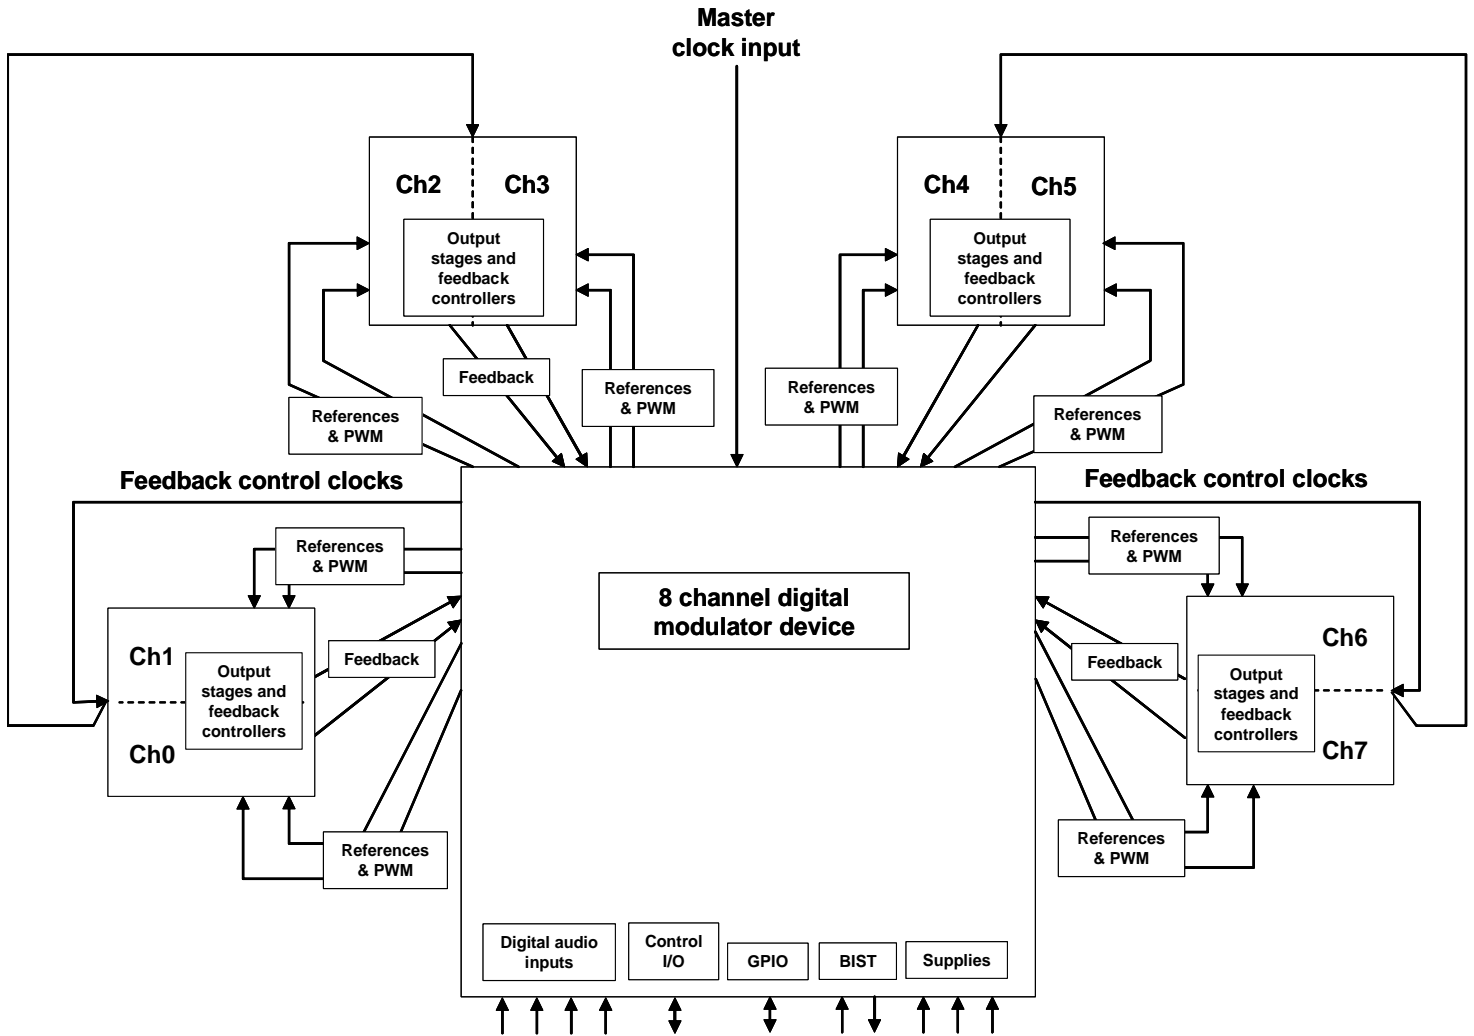 Master
clock input
Ch2
Ch3
Output
stages and
feedback
controllers
Ch4
Ch5
Output
stages and
feedback
controllers
Feedback
References
& PWM
References
& PWM
References
& PWM
References
& PWM
Feedback control clocks
Feedback control clocks
References
& PWM
References
& PWM
8 channel digital
modulator device
Ch1
Ch0
Output
stages and
feedback
controllers
Feedback
Feedback
Ch6
Ch7
Output
stages and
feedback
controllers
References
& PWM
References
& PWM
Digital audio
inputs
Control
I/O
GPIO
BIST
Supplies